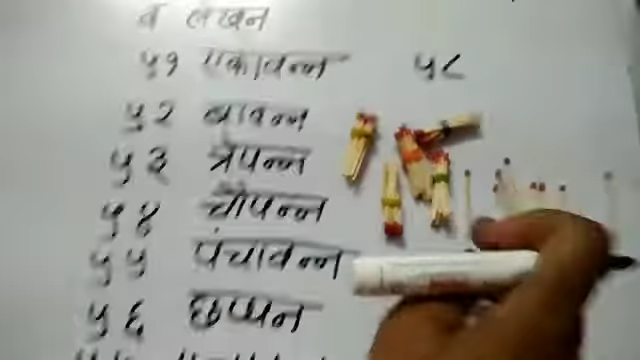 व लेखन
५१ एकावन्न ५८
५२ बावन्न
५३ त्रेपन्न
५४ चौपन्न
५५ पंचावन्न
५६ छप्पन